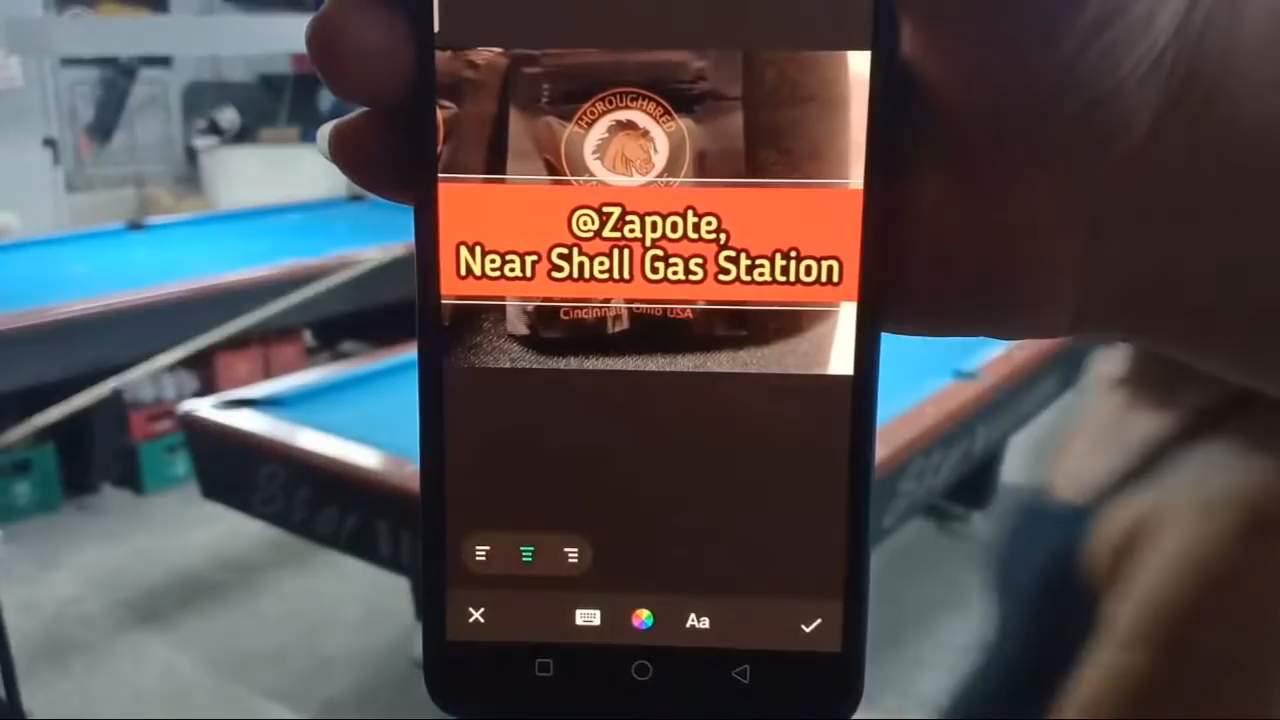 THOROUGHBRED
@Zapote,
Near Shell Gas Station
Cincinnati, Ohio USA
Aa